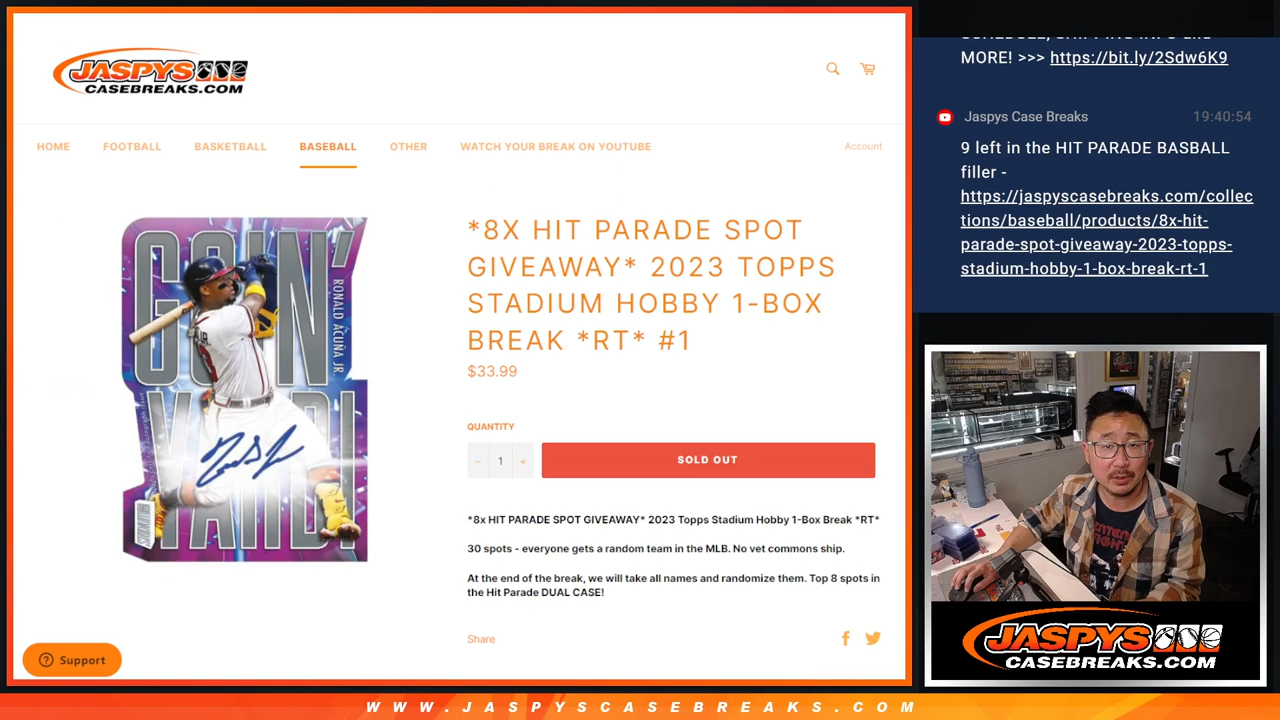 JASPYS
CASEBREAKS.COM
HOME
FOOTBALL
BASKETBALL
BASEBALL
OTHER
WATCH YOUR BREAK ON YOUTUBE
Account
GOIN'
YARD!
RONALD ACUÑA JR.
*8X HIT PARADE SPOT
GIVEAWAY* 2023 TOPPS
STADIUM HOBBY 1-BOX
BREAK *RT* #1
$33.99
QUANTITY
− 1 +
SOLD OUT
*8x HIT PARADE SPOT GIVEAWAY* 2023 Topps Stadium Hobby 1-Box Break *RT*
30 spots - everyone gets a random team in the MLB. No vet commons ship.
At the end of the break, we will take all names and randomize them. Top 8 spots in
the Hit Parade DUAL CASE!
Share
Support
MORE! >>> https://bit.ly/2Sdw6K9
Jaspys Case Breaks
19:40:54
9 left in the HIT PARADE BASBALL
filler -
https://jaspyscasebreaks.com/collec
tions/baseball/products/8x-hit-
parade-spot-giveaway-2023-topps-
stadium-hobby-1-box-break-rt-1
JASPYS
CASEBREAKS.COM
WWW.JASPYSCASEBREAKS.COM